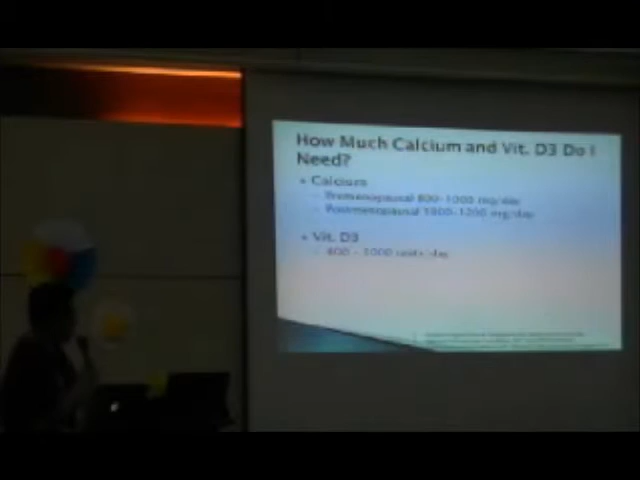 How Much Calcium and Vit. D3 Do I
Need?
Calcium
Premenopausal 800-1000 mg/day
Postmenopausal 1000-1200 mg/day
Vit. D3
400 - 1000 units/day